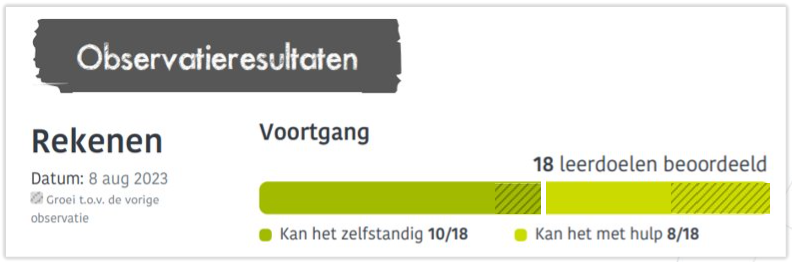 Observatieresultaten
Rekenen
Datum: 8 aug 2023
Groei t.o.v. de vorige
observatie
Voortgang
18 leerdoelen beoordeeld
Kan het zelfstandig 10/18
Kan het met hulp 8/18